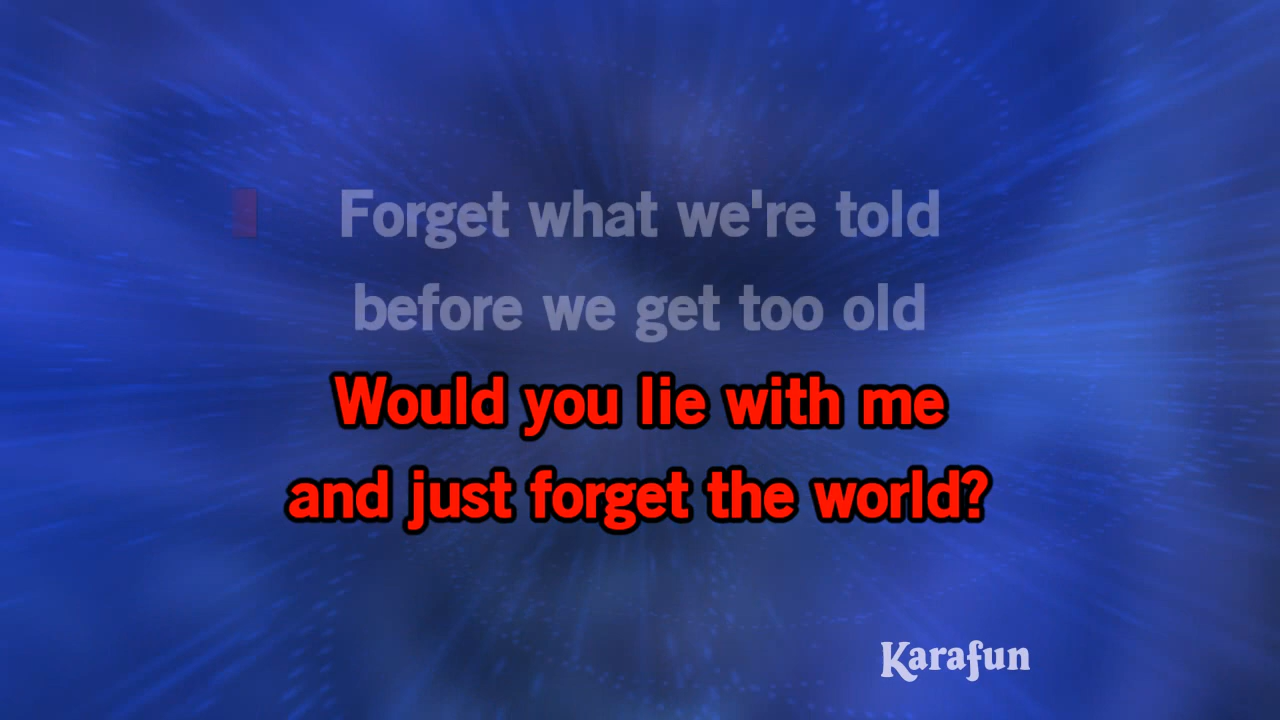 Forget what we're told
before we get too old
Would you lie with me
and just forget the world?
Karafun